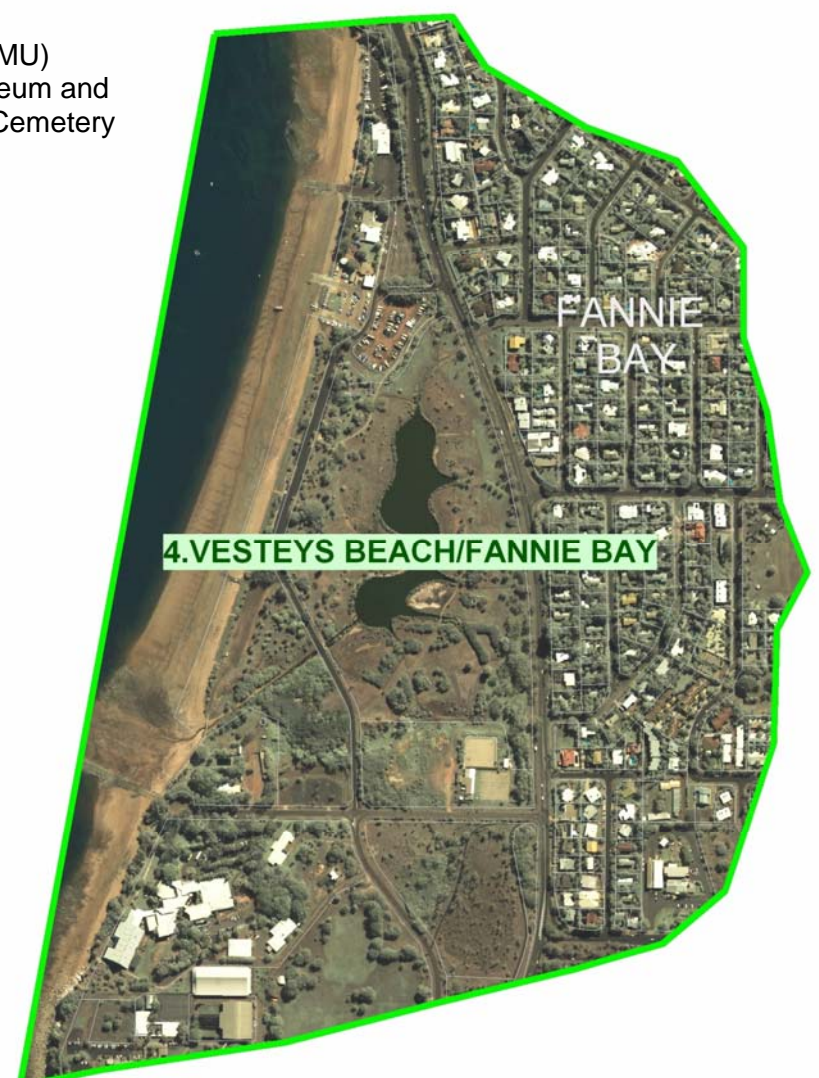 MU)
eum and
Cemetery
FANNIE
BAY
4.VESTEYS BEACH/FANNIE BAY